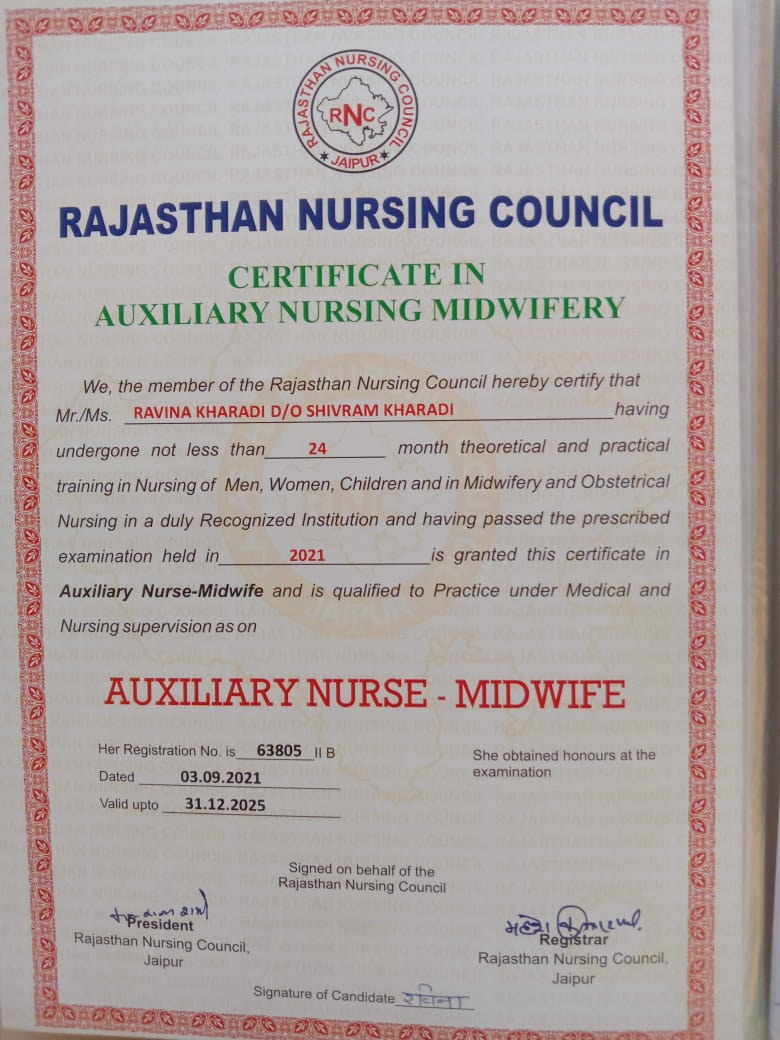 RAJASTHAN NURSING COUNCIL
RNC
★ JAIPUR ★
RAJASTHAN NURSING COUNCIL
CERTIFICATE IN
AUXILIARY NURSING MIDWIFERY
We, the member of the Rajasthan Nursing Council hereby certify that
Mr./Ms. RAVINA KHARADI D/O SHIVRAM KHARADI having
undergone not less than 24 month theoretical and practical
training in Nursing of Men, Women, Children and in Midwifery and Obstetrical
Nursing in a duly Recognized Institution and having passed the prescribed
examination held in 2021 is granted this certificate in
Auxiliary Nurse-Midwife and is qualified to Practice under Medical and
Nursing supervision as on
AUXILIARY NURSE - MIDWIFE
Her Registration No. is 63805 II B
Dated 03.09.2021
Valid upto 31.12.2025
She obtained honours at the
examination
Signed on behalf of the
Rajasthan Nursing Council
President
Rajasthan Nursing Council,
Jaipur
Registrar
Rajasthan Nursing Council,
Jaipur
Signature of Candidate रविना